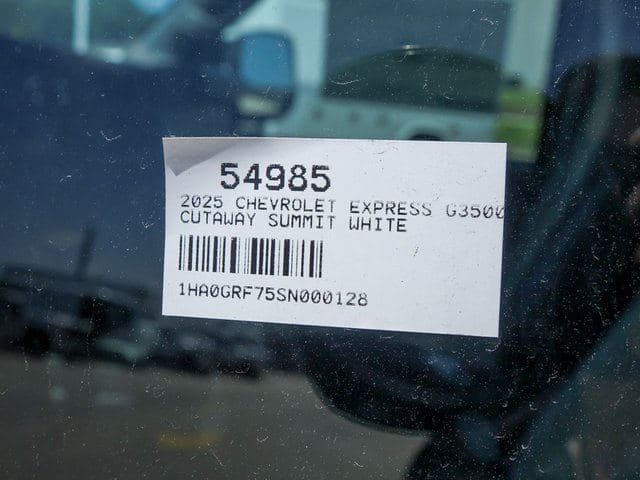 54985
2025 CHEVROLET EXPRESS G3500
CUTAWAY SUMMIT WHITE
1HA0GRF75SN000128